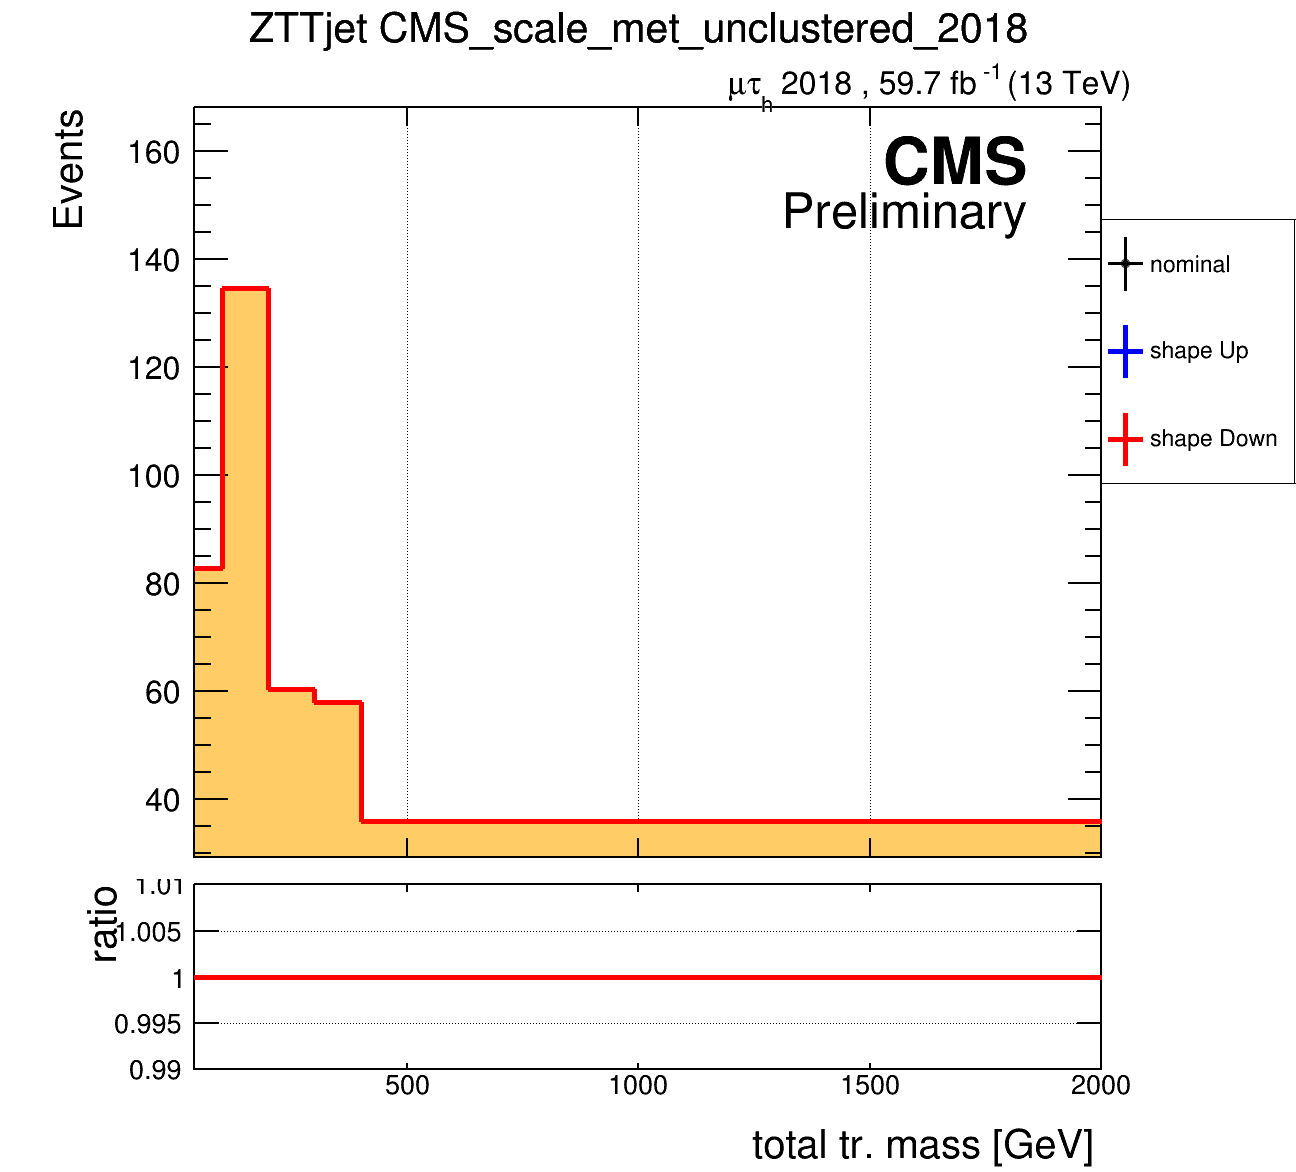 ZTTjet CMS_scale_met_unclustered_2018
μτh 2018 , 59.7 fb-1 (13 TeV)
CMS
Preliminary
Events
160
140
120
100
80
60
40
nominal
shape Up
shape Down
ratio
1.01
1.005
1
0.995
0.99
500 1000 1500 2000
total tr. mass [GeV]